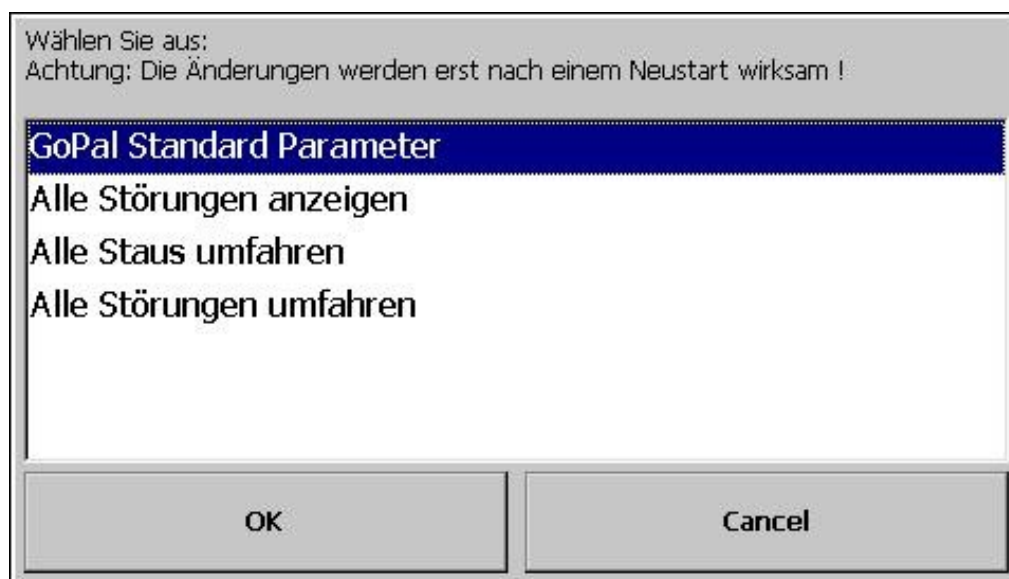 Wählen Sie aus:
Achtung: Die Änderungen werden erst nach einem Neustart wirksam !
GoPal Standard Parameter
Alle Störungen anzeigen
Alle Staus umfahren
Alle Störungen umfahren
OK
Cancel